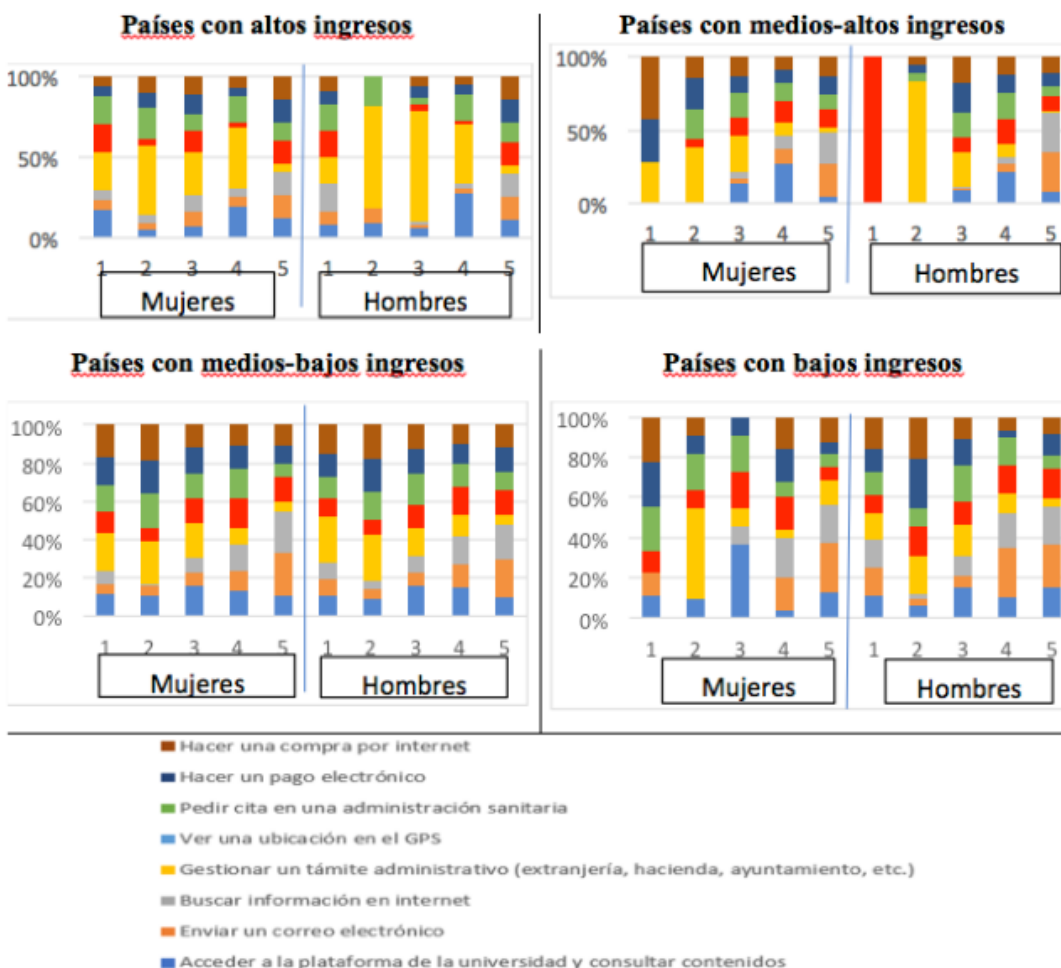 Países con altos ingresos
100%
50%
0%
1 2 3 4 5 1 2 3 4 5
Mujeres Hombres
Países con medios-altos ingresos
100%
50%
0%
1 2 3 4 5 1 2 3 4 5
Mujeres Hombres
Países con medios-bajos ingresos
100%
80%
60%
40%
20%
0%
1 2 3 4 5 1 2 3 4 5
Mujeres Hombres
Países con bajos ingresos
100%
80%
60%
40%
20%
0%
1 2 3 4 5 1 2 3 4 5
Mujeres Hombres
Hacer una compra por internet
Hacer un pago electrónico
Pedir cita en una administración sanitaria
Ver una ubicación en el GPS
Gestionar un támite administrativo (extranjería, hacienda, ayuntamiento, etc.)
Buscar información en internet
Enviar un correo electrónico
Acceder a la plataforma de la universidad y consultar contenidos